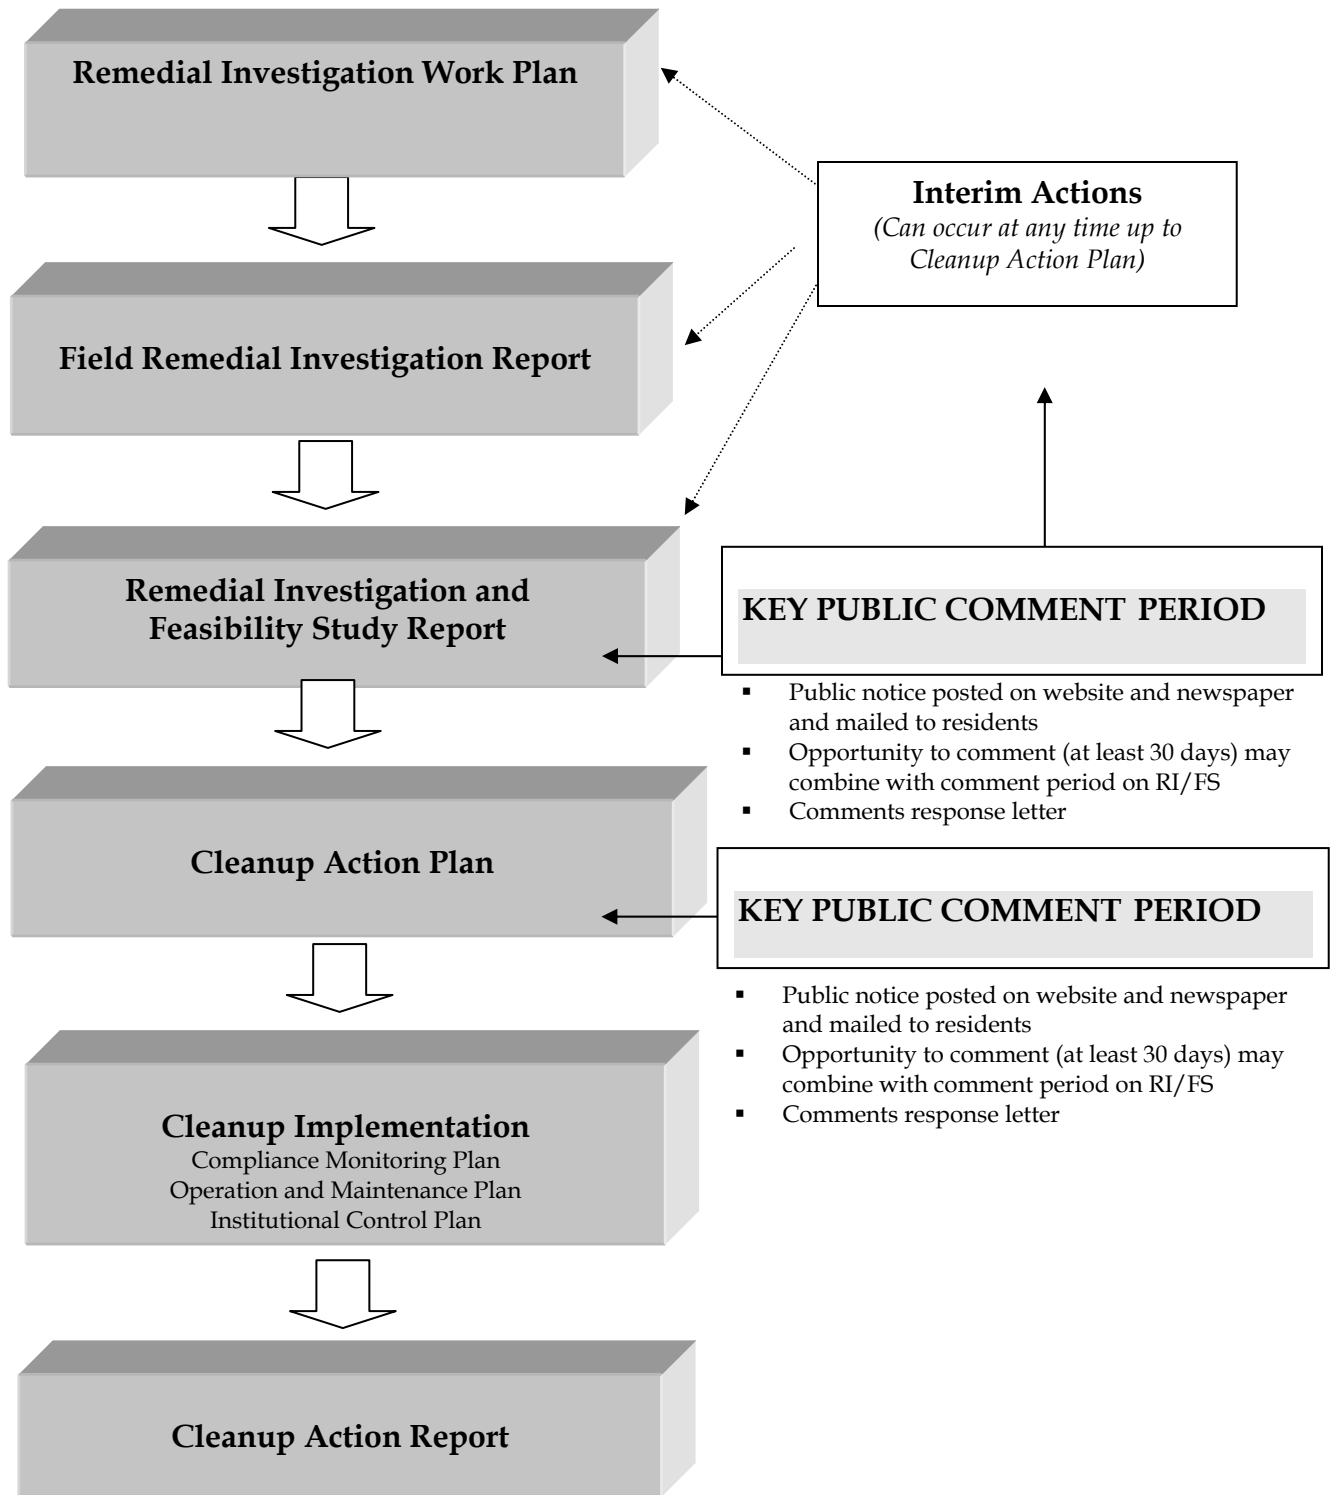 Remedial Investigation Work Plan
Interim Actions
(Can occur at any time up to
Cleanup Action Plan)
Field Remedial Investigation Report
Remedial Investigation and
Feasibility Study Report
KEY PUBLIC COMMENT PERIOD
▪ Public notice posted on website and newspaper
and mailed to residents
▪ Opportunity to comment (at least 30 days) may
combine with comment period on RI/FS
▪ Comments response letter
Cleanup Action Plan
KEY PUBLIC COMMENT PERIOD
▪ Public notice posted on website and newspaper
and mailed to residents
▪ Opportunity to comment (at least 30 days) may
combine with comment period on RI/FS
▪ Comments response letter
Cleanup Implementation
Compliance Monitoring Plan
Operation and Maintenance Plan
Institutional Control Plan
Cleanup Action Report